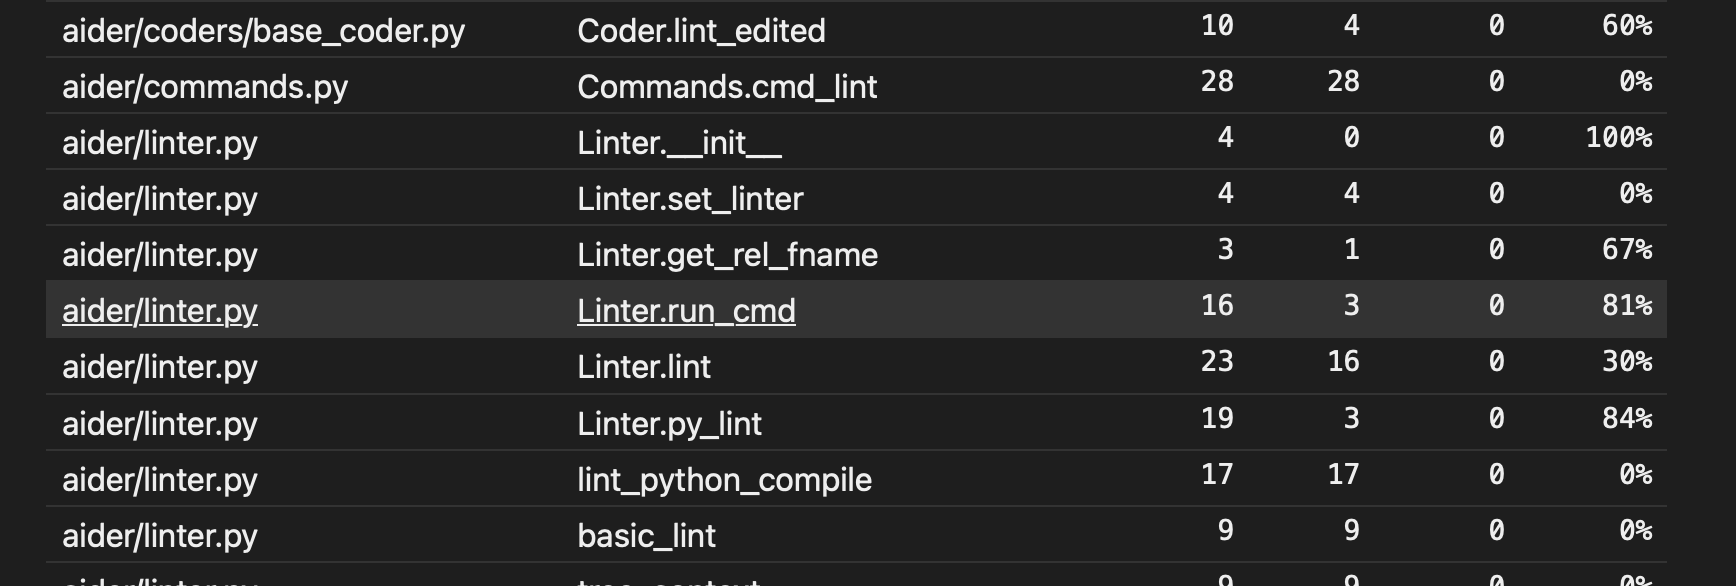 aider/coders/base_coder.py Coder.lint_edited 10 4 0 60%
aider/commands.py Commands.cmd_lint 28 28 0 0%
aider/linter.py Linter.__init__ 4 0 0 100%
aider/linter.py Linter.set_linter 4 4 0 0%
aider/linter.py Linter.get_rel_fname 3 1 0 67%
aider/linter.py Linter.run_cmd 16 3 0 81%
aider/linter.py Linter.lint 23 16 0 30%
aider/linter.py Linter.py_lint 19 3 0 84%
aider/linter.py lint_python_compile 17 17 0 0%
aider/linter.py basic_lint 9 9 0 0%
aider/linter.py tree_context 9 9 0 0%